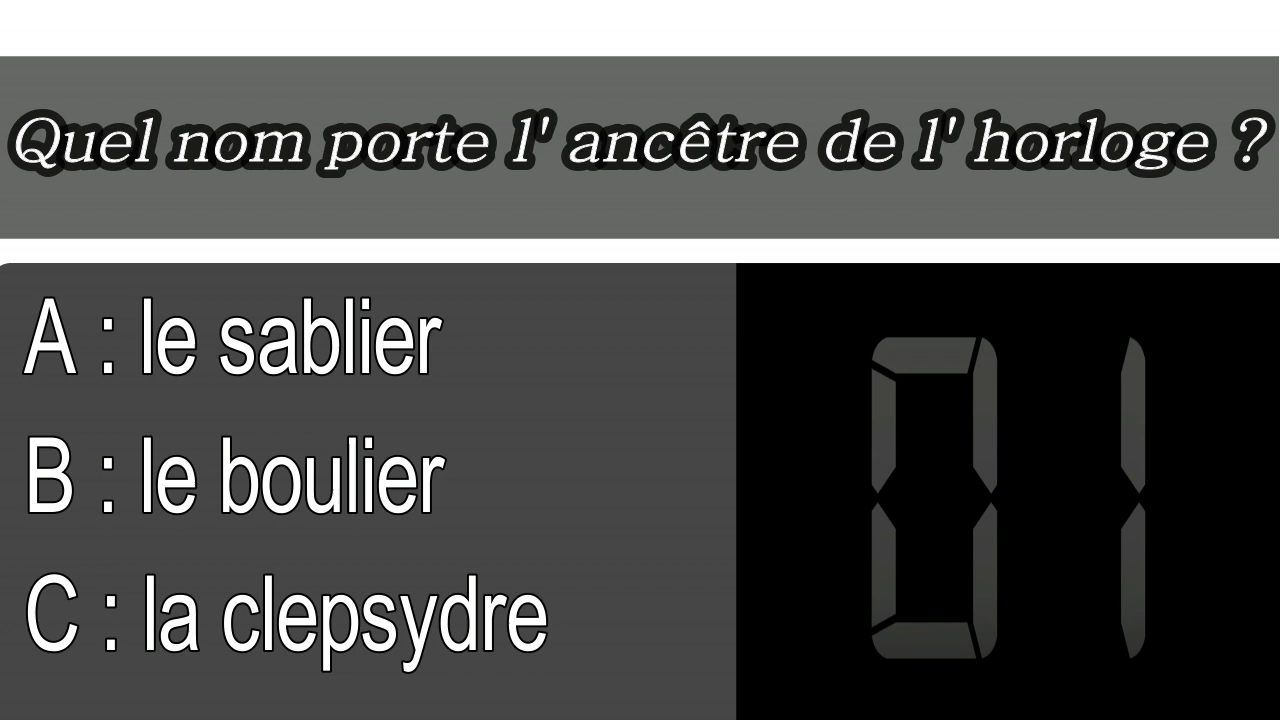 Quel nom porte l' ancêtre de l' horloge ?
A : le sablier
B : le boulier
C : la clepsydre
01